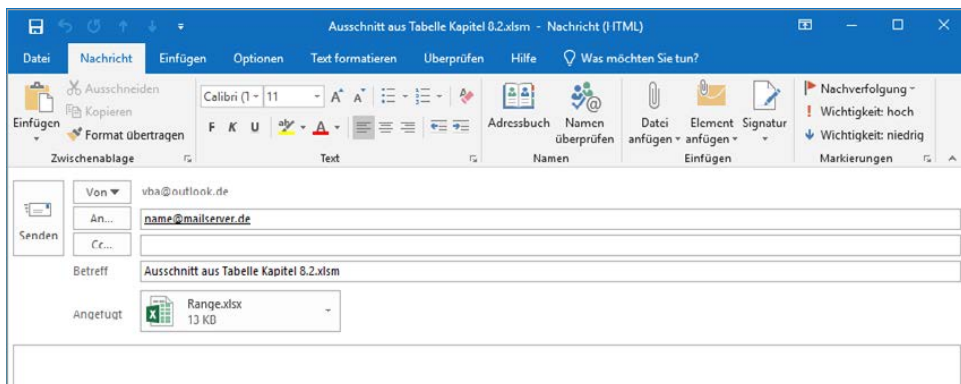 Ausschnitt aus Tabelle Kapitel 8.2.xlsm - Nachricht (HTML)
Datei Nachricht Einfügen Optionen Text formatieren Überprüfen Hilfe Was möchten Sie tun?
Einfügen
Ausschneiden
Kopieren
Format übertragen
Zwischenablage
Calibri (T 11
F K U
Text
Adressbuch
Namen überprüfen
Namen
Datei anfügen
Element anfügen
Signatur
Einfügen
Nachverfolgung
Wichtigkeit: hoch
Wichtigkeit: niedrig
Markierungen
Senden
Von vba@outlook.de
An... name@mailserver.de
Cc...
Betreff Ausschnitt aus Tabelle Kapitel 8.2.xlsm
Angefügt Range.xlsx
13 KB